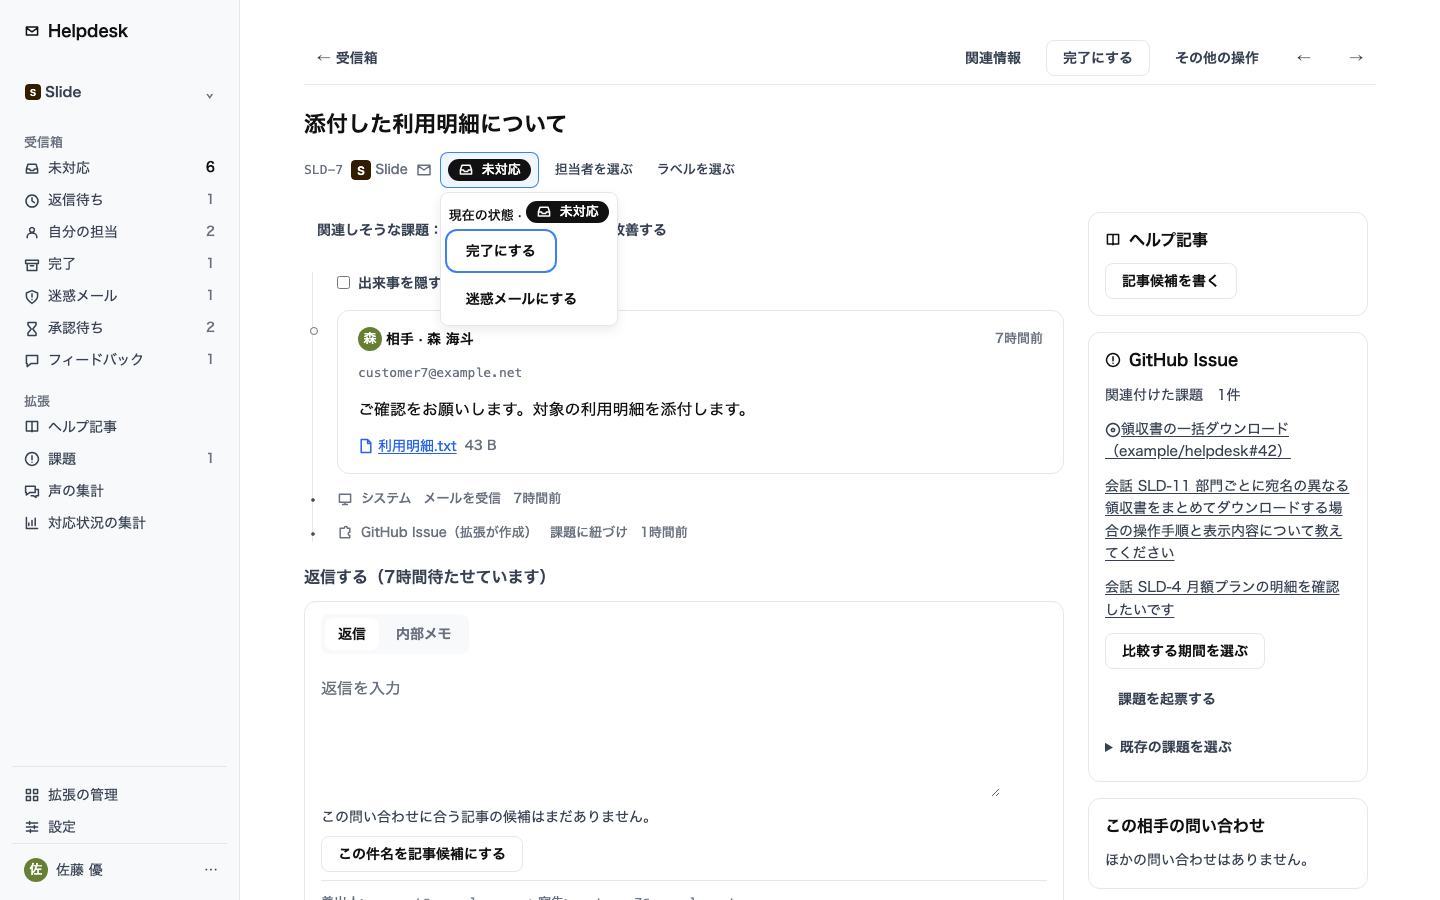 Helpdesk
S Slide
受信箱
未対応 6
返信待ち 1
自分の担当 2
完了 1
迷惑メール 1
承認待ち 2
フィードバック 1
拡張
ヘルプ記事
課題 1
声の集計
対応状況の集計
拡張の管理
設定
佐 佐藤 優 …
← 受信箱
関連情報 完了にする その他の操作 ← →
添付した利用明細について
SLD-7 S Slide 未対応 担当者を選ぶ ラベルを選ぶ
現在の状態 · 未対応
完了にする
迷惑メールにする
関連しそうな課題：
改善する
出来事を隠す
森 相手 · 森 海斗 7時間前
customer7@example.net
ご確認をお願いします。対象の利用明細を添付します。
利用明細.txt 43 B
システム メールを受信 7時間前
GitHub Issue（拡張が作成） 課題に紐づけ 1時間前
返信する（7時間待たせています）
返信 内部メモ
返信を入力
この問い合わせに合う記事の候補はまだありません。
この件名を記事候補にする
ヘルプ記事
記事候補を書く
GitHub Issue
関連付けた課題 1件
領収書の一括ダウンロード
（example/helpdesk#42）
会話 SLD-11 部門ごとに宛名の異なる
領収書をまとめてダウンロードする場
合の操作手順と表示内容について教え
てください
会話 SLD-4 月額プランの明細を確認
したいです
比較する期間を選ぶ
課題を起票する
▶ 既存の課題を選ぶ
この相手の問い合わせ
ほかの問い合わせはありません。